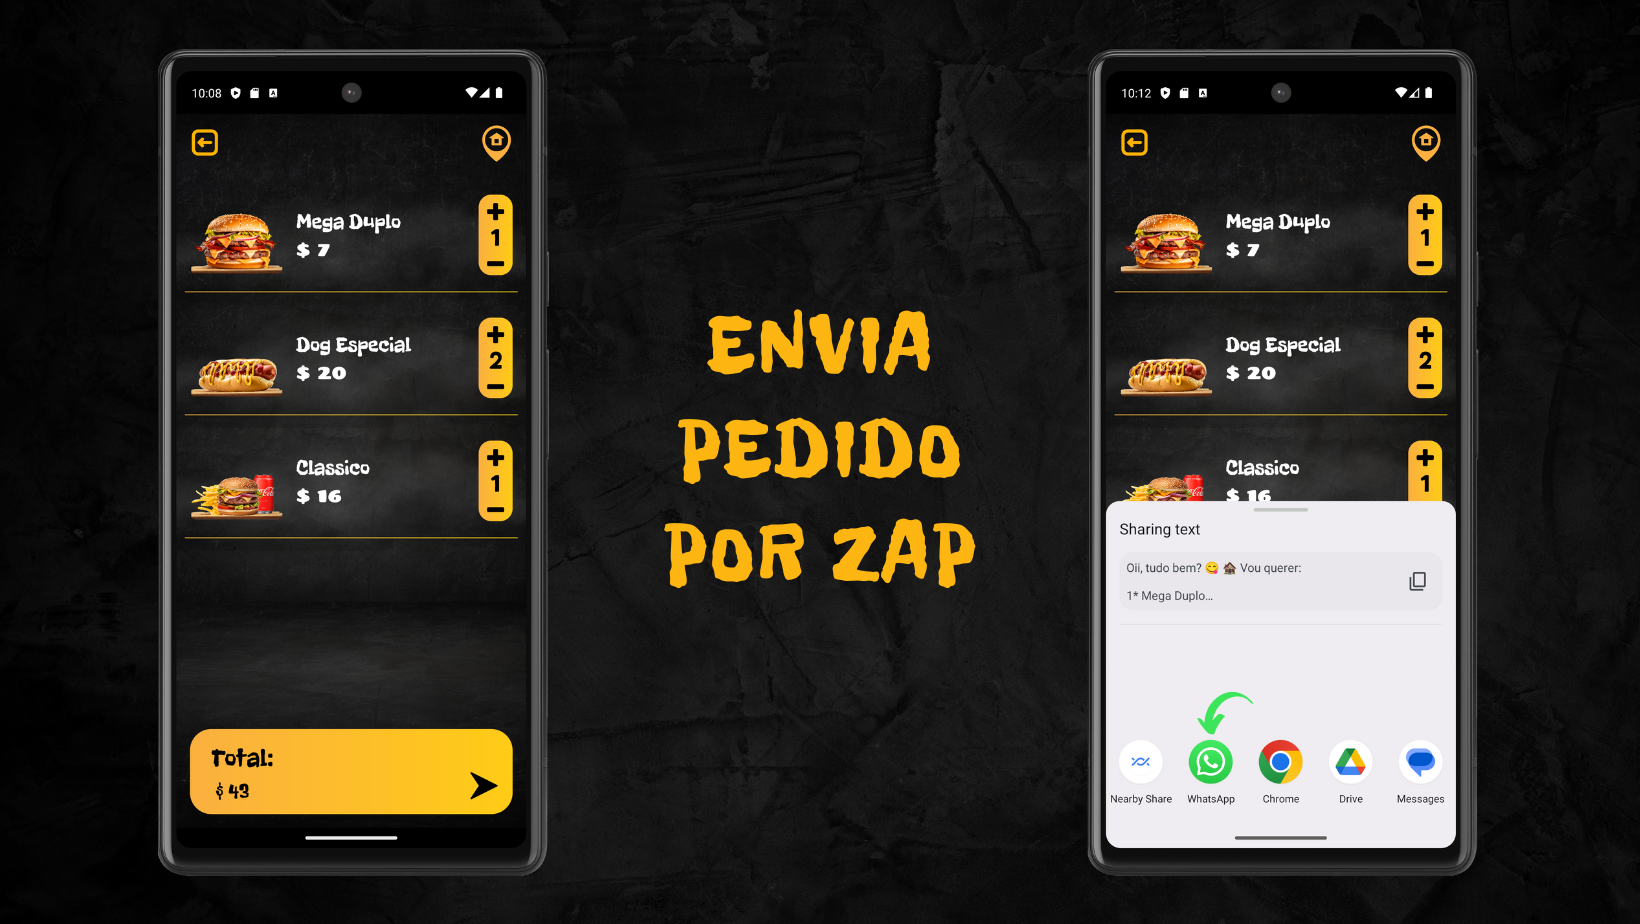 10:08
Mega Duplo
$ 7
1
Dog Especial
$ 20
2
Classico
$ 16
1
Total:
$ 43
ENVIA
PEDIDO
POR ZAP
10:12
Mega Duplo
$ 7
1
Dog Especial
$ 20
2
Classico
$ 16
1
Sharing text
Oii, tudo bem? 😋 🏠 Vou querer:
1* Mega Duplo...
Nearby Share WhatsApp Chrome Drive Messages